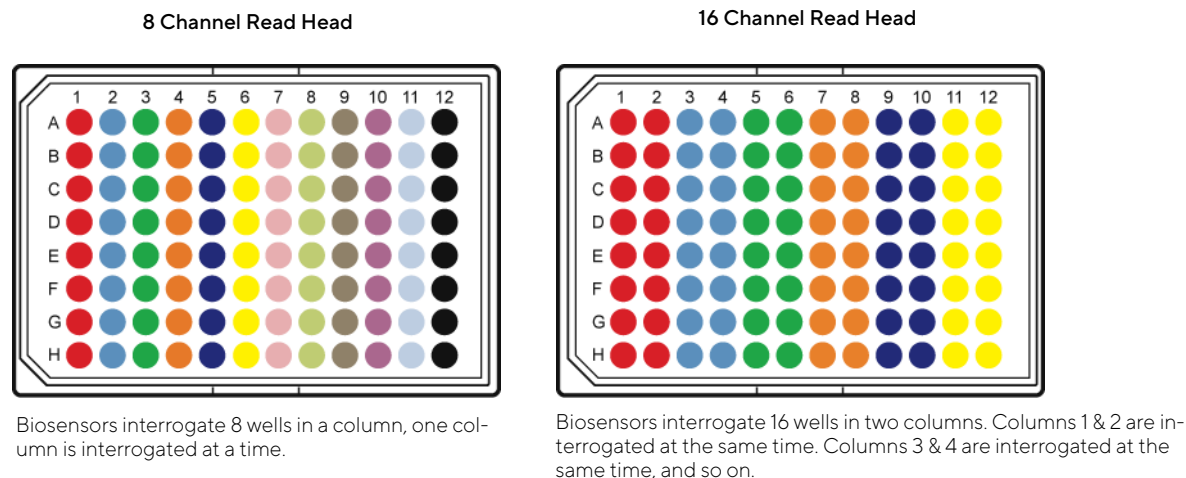 8 Channel Read Head
1 2 3 4 5 6 7 8 9 10 11 12
A
B
C
D
E
F
G
H
Biosensors interrogate 8 wells in a column, one col-
umn is interrogated at a time.
16 Channel Read Head
1 2 3 4 5 6 7 8 9 10 11 12
A
B
C
D
E
F
G
H
Biosensors interrogate 16 wells in two columns. Columns 1 & 2 are in-
terrogated at the same time. Columns 3 & 4 are interrogated at the
same time, and so on.